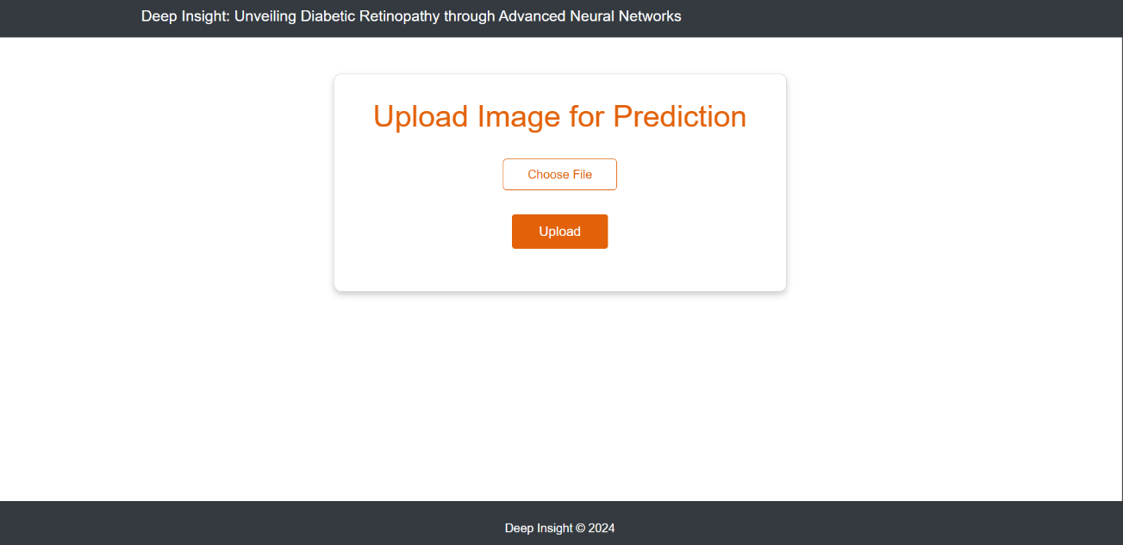 Deep Insight: Unveiling Diabetic Retinopathy through Advanced Neural Networks
Upload Image for Prediction
Choose File
Upload
Deep Insight © 2024